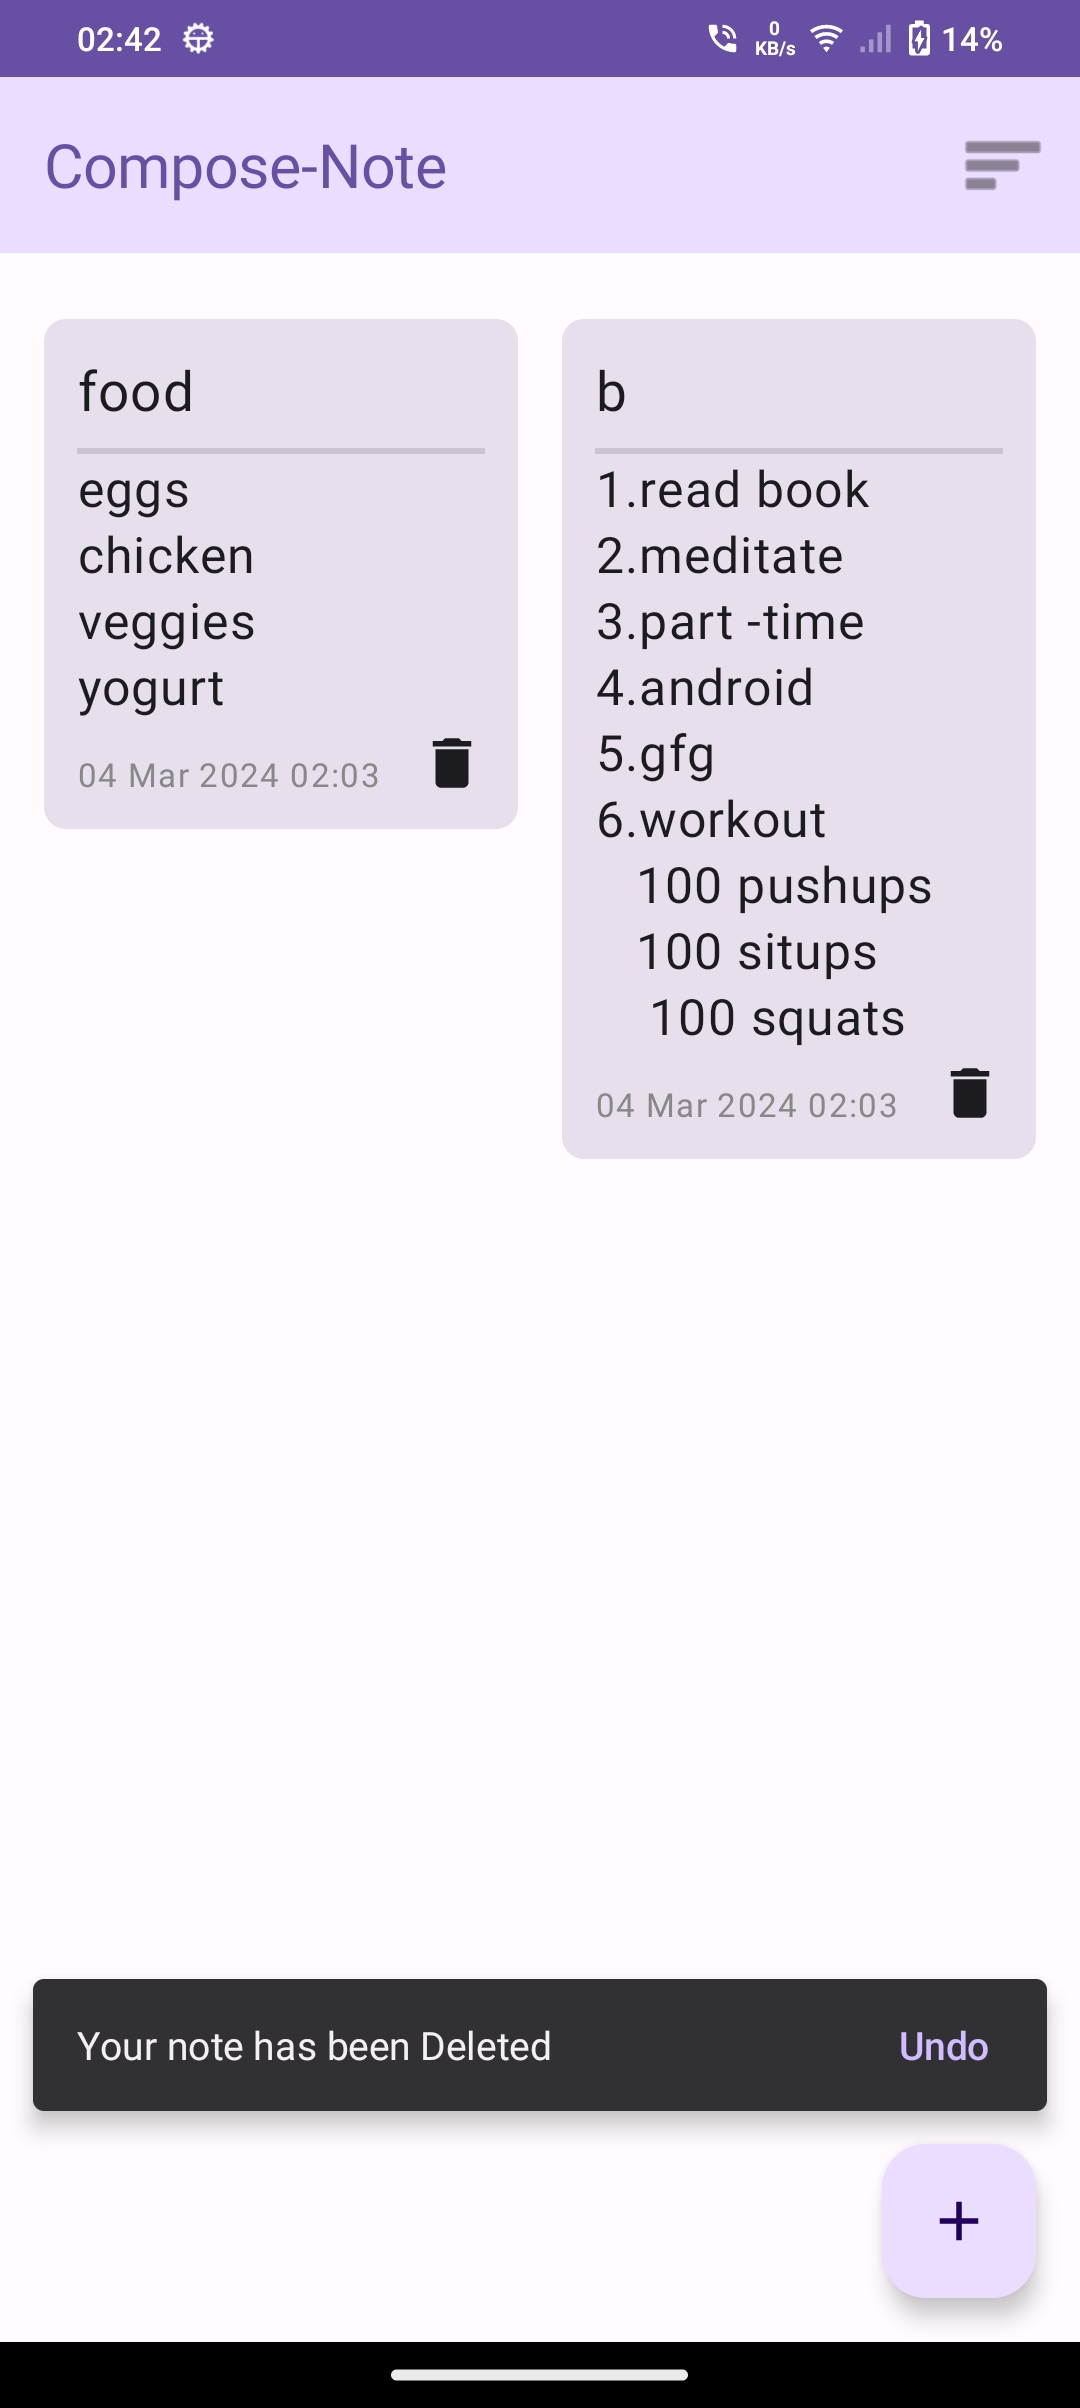 02:42
0 KB/s
14%
Compose-Note
food
eggs
chicken
veggies
yogurt
04 Mar 2024 02:03
b
1.read book
2.meditate
3.part -time
4.android
5.gfg
6.workout
100 pushups
100 situps
100 squats
04 Mar 2024 02:03
Your note has been Deleted
Undo